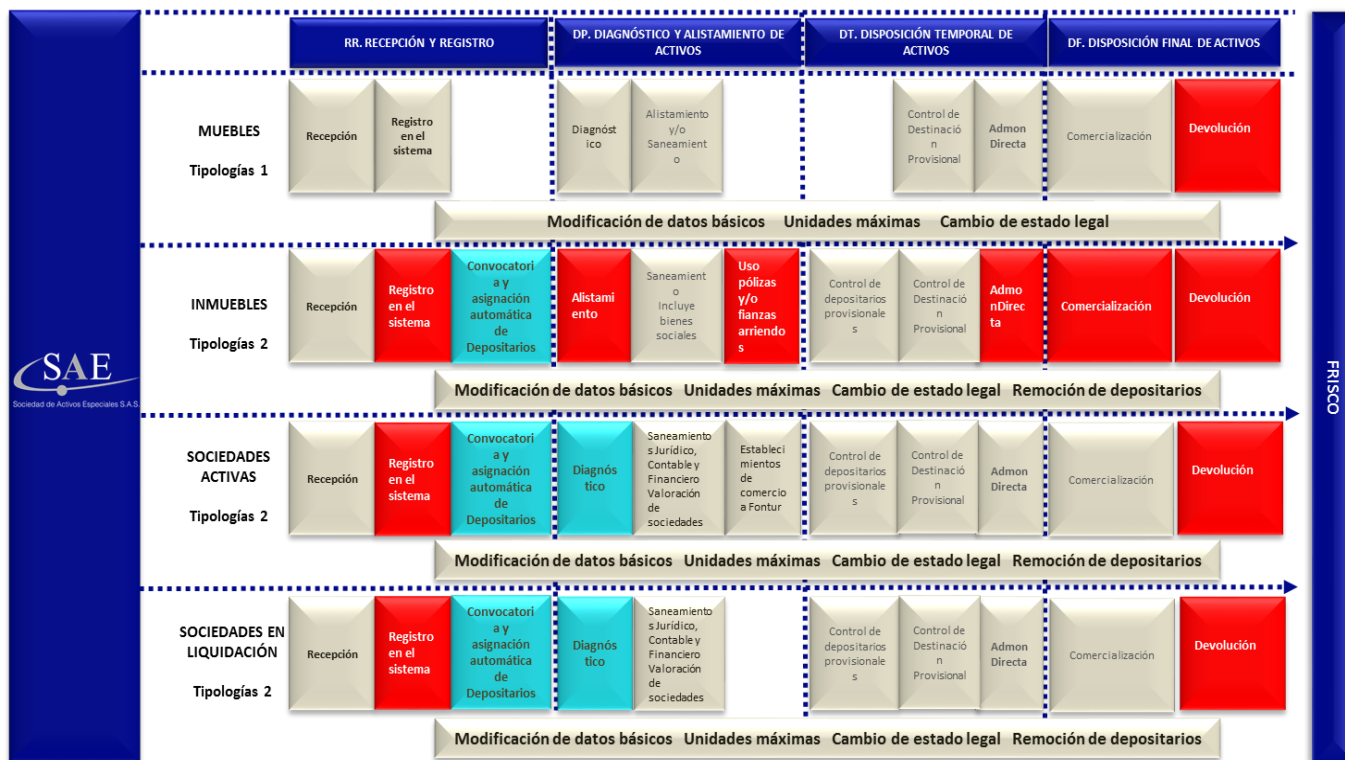 RR. RECEPCIÓN Y REGISTRO
DP. DIAGNÓSTICO Y ALISTAMIENTO DE
ACTIVOS
DT. DISPOSICIÓN TEMPORAL DE
ACTIVOS
DF. DISPOSICIÓN FINAL DE ACTIVOS
MUEBLES
Tipologías 1
Recepción
Registro
en el
sistema
Diagnóst
ico
Alistamiento
y/o
Saneamient
o
Control de
Destinació
n
Provisional
Admon
Directa
Comercialización
Devolución
Modificación de datos básicos Unidades máximas Cambio de estado legal
INMUEBLES
Tipologías 2
Recepción
Registro
en el
sistema
Convocatori
a y
asignación
automática
de
Depositarios
Alistami
ento
Saneamient
o
Incluye
bienes
sociales
Uso
pólizas
y/o
fianzas
arriendo
s
Control de
depositarios
provisionale
s
Control de
Destinació
n
Provisional
Admo
nDirec
ta
Comercialización
Devolución
Modificación de datos básicos Unidades máximas Cambio de estado legal Remoción de depositarios
SOCIEDADES
ACTIVAS
Tipologías 2
Recepción
Registro
en el
sistema
Convocatori
a y
asignación
automática
de
Depositarios
Diagnós
tico
Saneamiento
s Jurídico,
Contable y
Financiero
Valoración
de
sociedades
Estableci
mientos
de
comerci
o a Fontur
Control de
depositarios
provisionale
s
Control de
Destinació
n
Provisional
Admon
Directa
Comercialización
Devolución
Modificación de datos básicos Unidades máximas Cambio de estado legal Remoción de depositarios
SOCIEDADES EN
LIQUIDACIÓN
Tipologías 2
Recepción
Registro
en el
sistema
Convocatori
a y
asignación
automática
de
Depositarios
Diagnós
tico
Saneamiento
s Jurídico,
Contable y
Financiero
Valoración
de
sociedades
Control de
depositarios
provisionale
s
Control de
Destinació
n
Provisional
Admon
Directa
Comercialización
Devolución
Modificación de datos básicos Unidades máximas Cambio de estado legal Remoción de depositarios
SAE
Sociedad de Activos Especiales S.A.S.
FRISCO